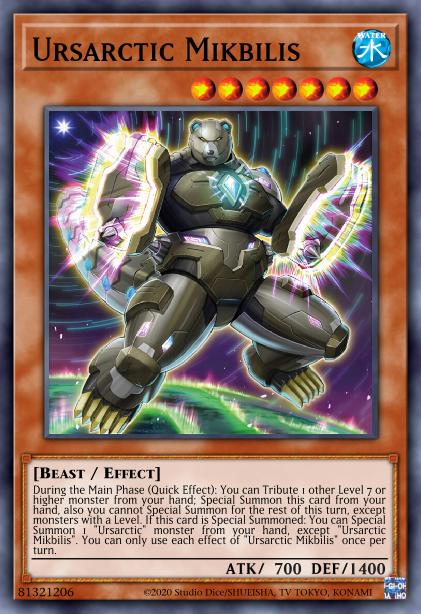 URSARCTIC MIKBILIS
WATER
水
[BEAST / EFFECT]
During the Main Phase (Quick Effect): You can Tribute 1 other Level 7 or
higher monster from your hand; Special Summon this card from your
hand, also you cannot Special Summon for the rest of this turn, except
monsters with a Level. If this card is Special Summoned: You can Special
Summon 1 "Ursarctic" monster from your hand, except "Ursarctic
Mikbilis". You can only use each effect of "Ursarctic Mikbilis" once per
turn.
ATK/ 700 DEF/1400
81321206 ©2020 Studio Dice/SHUEISHA, TV TOKYO, KONAMI